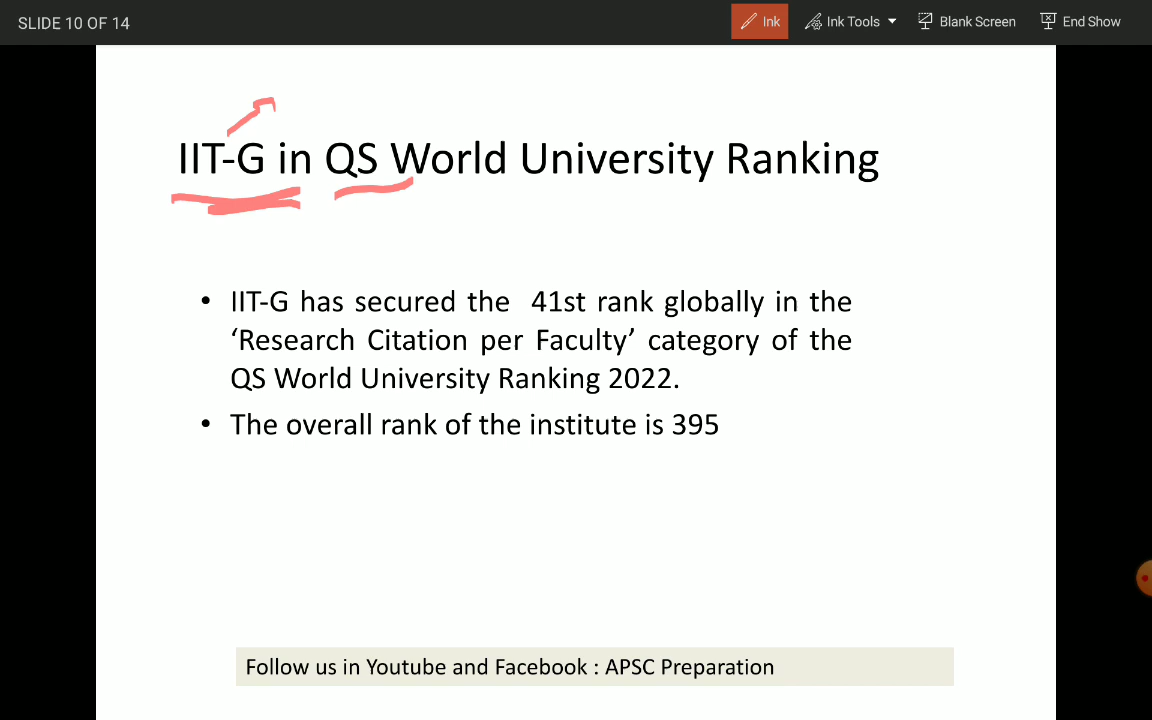 SLIDE 10 OF 14
Ink
Ink Tools
Blank Screen
End Show
IIT-G in QS World University Ranking
• IIT-G has secured the 41st rank globally in the
‘Research Citation per Faculty’ category of the
QS World University Ranking 2022.
• The overall rank of the institute is 395
Follow us in Youtube and Facebook : APSC Preparation